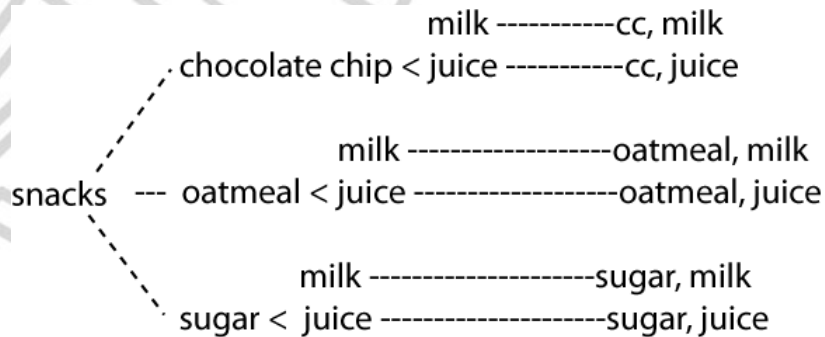 milk -----------cc, milk
chocolate chip < juice -----------cc, juice
milk -------------------oatmeal, milk
snacks --- oatmeal < juice -------------------oatmeal, juice
milk ---------------------sugar, milk
sugar < juice ---------------------sugar, juice